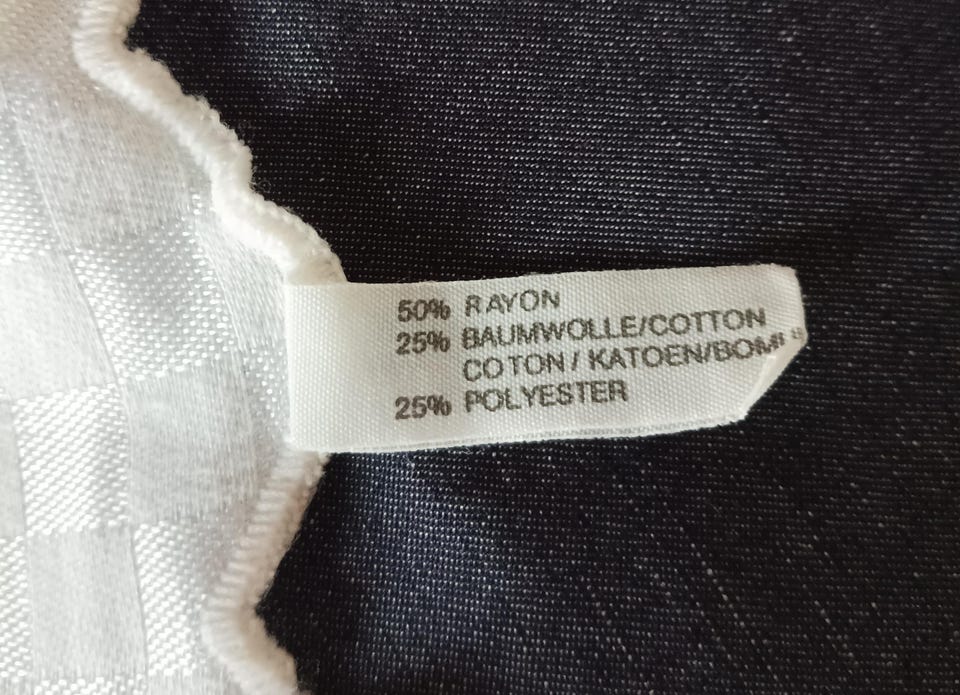 50% RAYON
25% BAUMWOLLE/COTTON
COTON / KATOEN/
25% POLYESTER